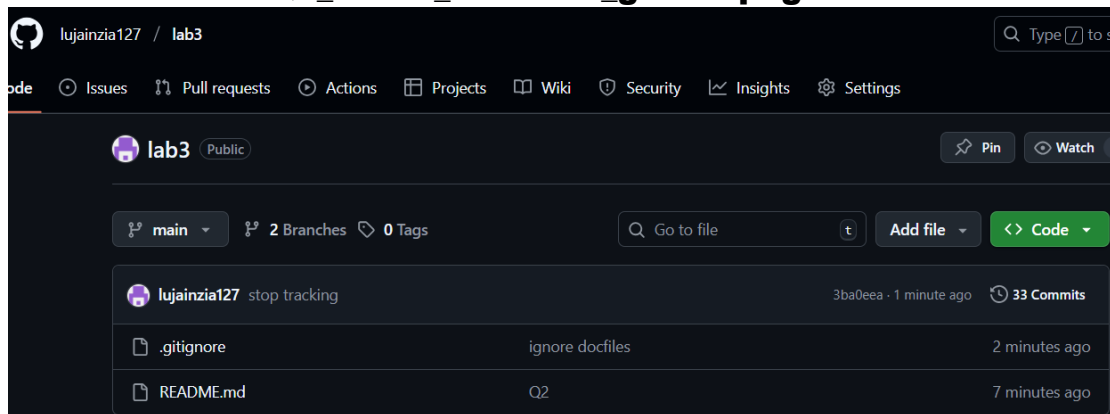 lujainzia127 / lab3
Type / to s
ode Issues Pull requests Actions Projects Wiki Security Insights Settings
lab3 Public Pin Watch
main 2 Branches 0 Tags Go to file t Add file Code
lujainzia127 stop tracking 3ba0eea · 1 minute ago 33 Commits
.gitignore ignore docfiles 2 minutes ago
README.md Q2 7 minutes ago